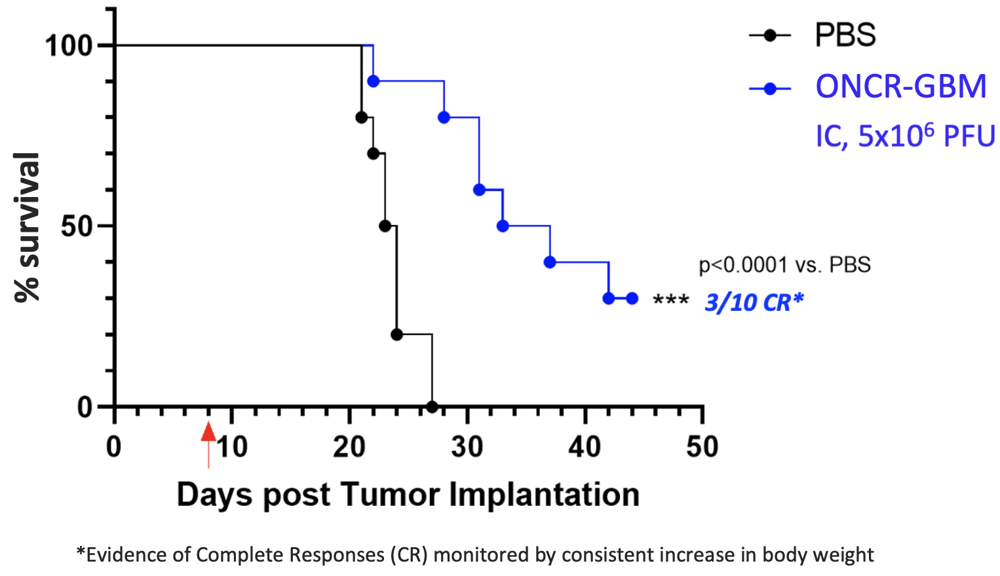 PBS
ONCR-GBM
IC, 5x10⁶ PFU
% survival
100
50
0
p<0.0001 vs. PBS
*** 3/10 CR*
0 10 20 30 40 50
Days post Tumor Implantation
*Evidence of Complete Responses (CR) monitored by consistent increase in body weight